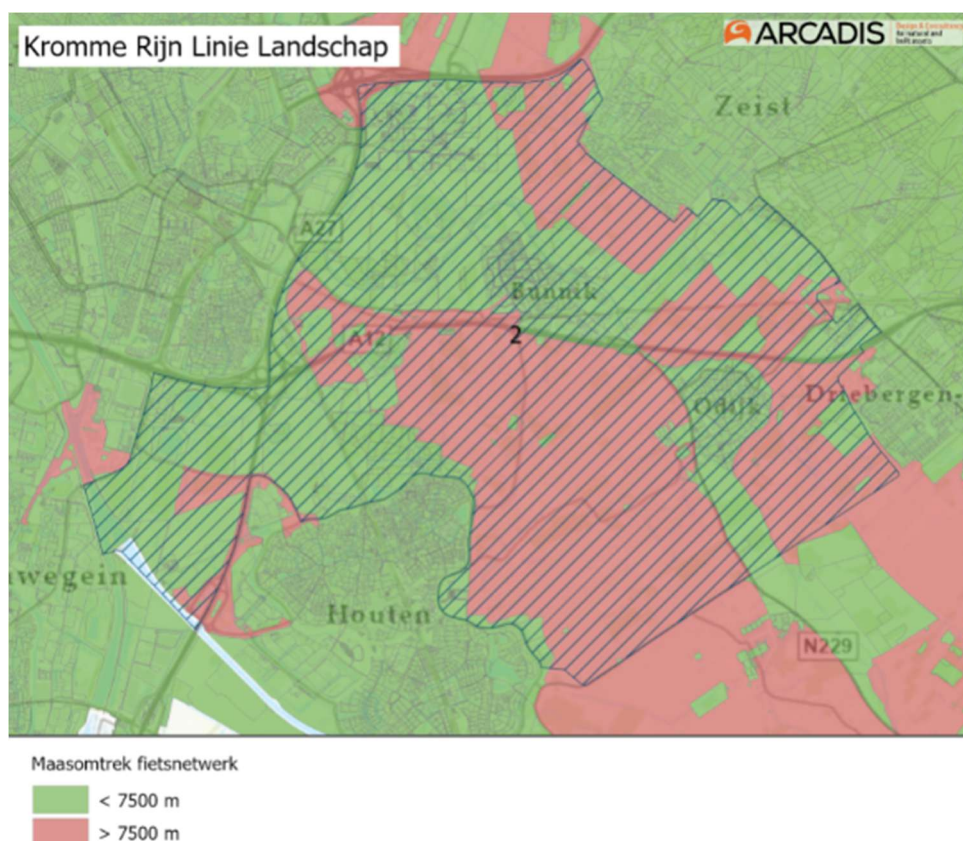 Kromme Rijn Linie Landschap
ARCADIS
Zeist
A27
Bunnik
A12
2
Odijk
Driebergen-
wegein
Houten
N229
Maasomtrek fietsnetwerk
< 7500 m
> 7500 m